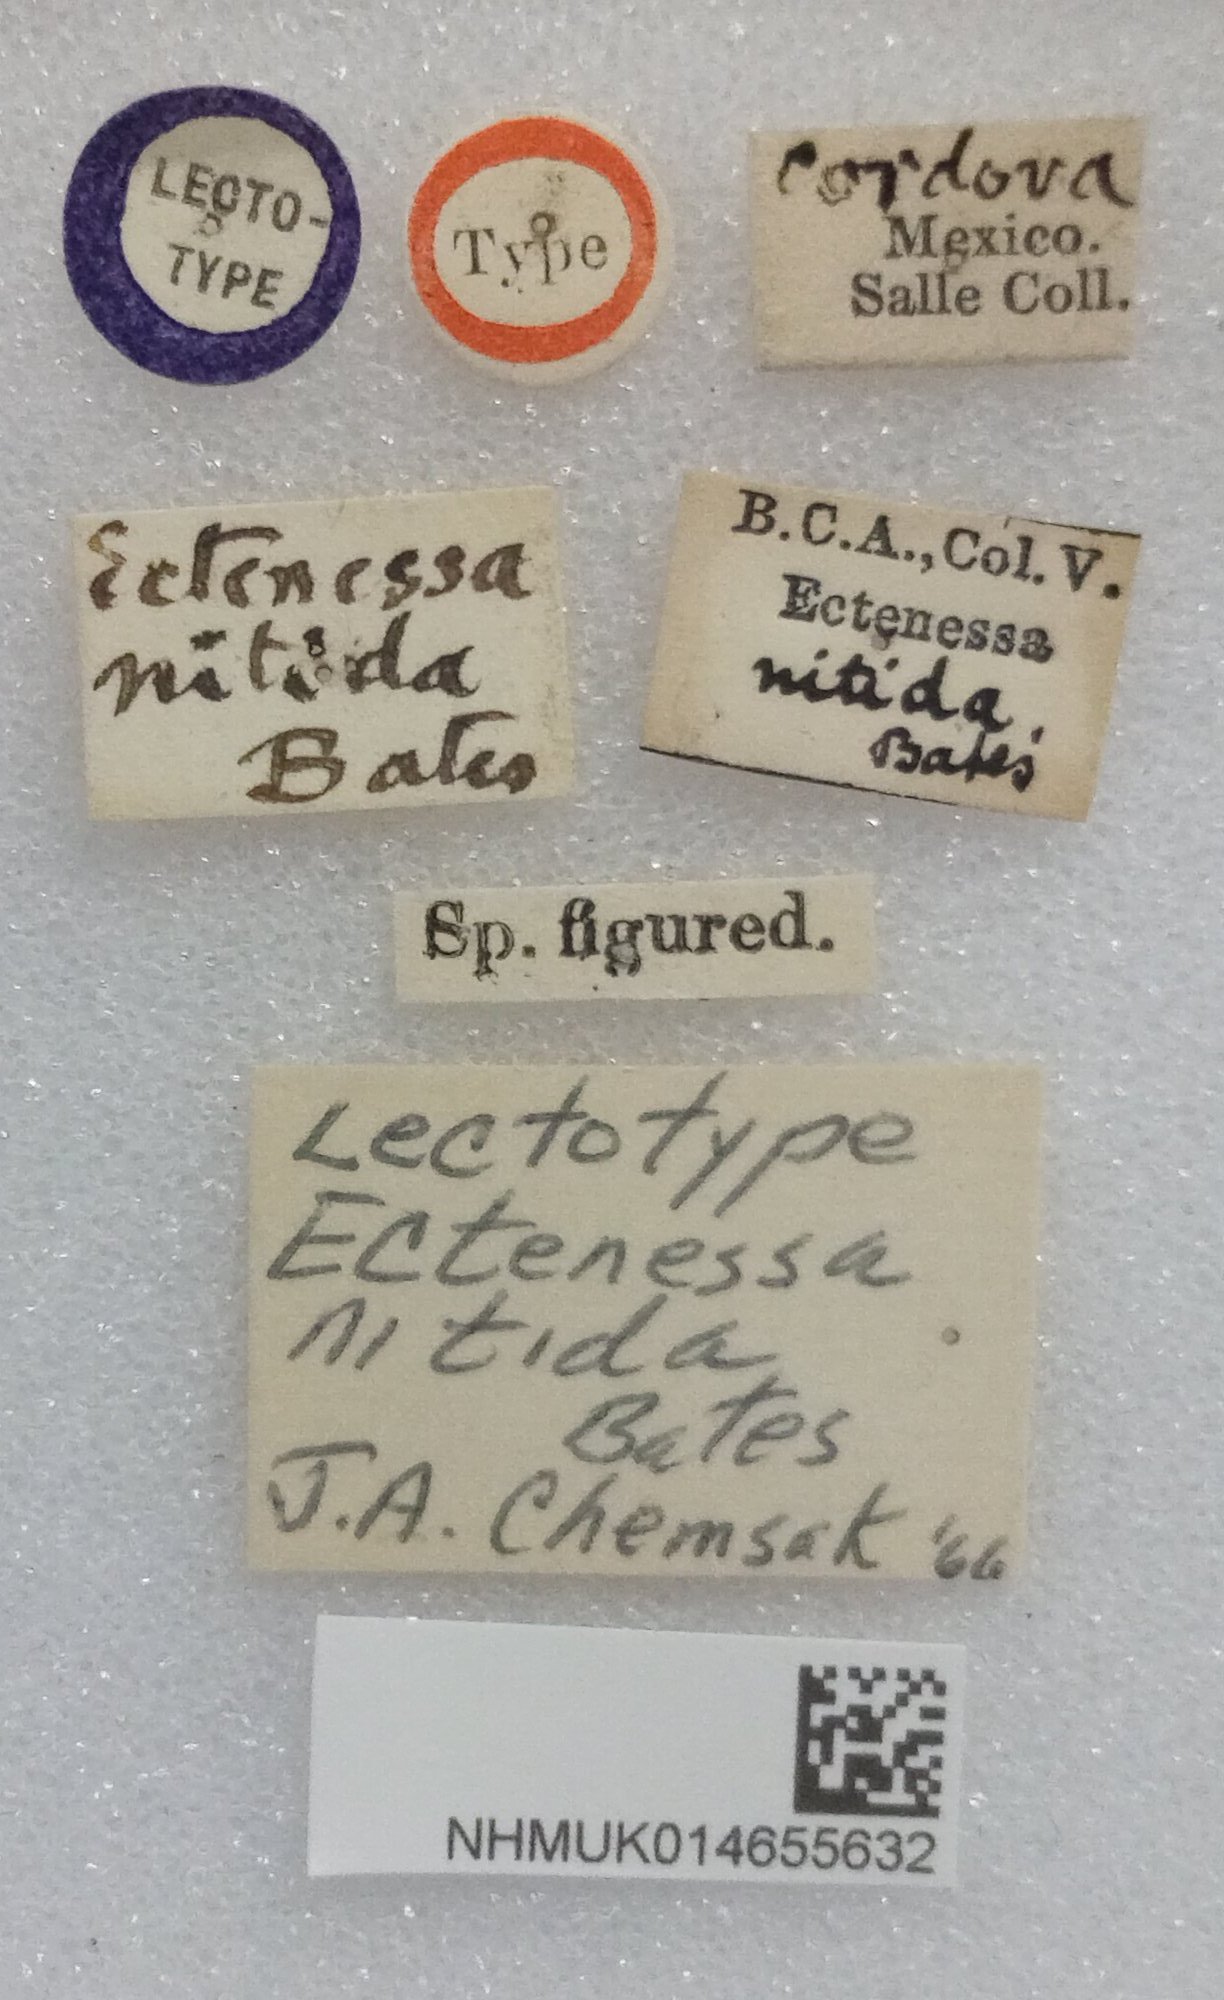 LECTO-
TYPE
Type
Cordova
Mexico.
Salle Coll.
Ectenessa
nitida
Bates
B.C.A., Col. V.
Ectenessa
nitida,
Bates
Sp. figured.
Lectotype
Ectenessa
nitida
Bates
J.A. Chemsak '66
NHMUK014655632